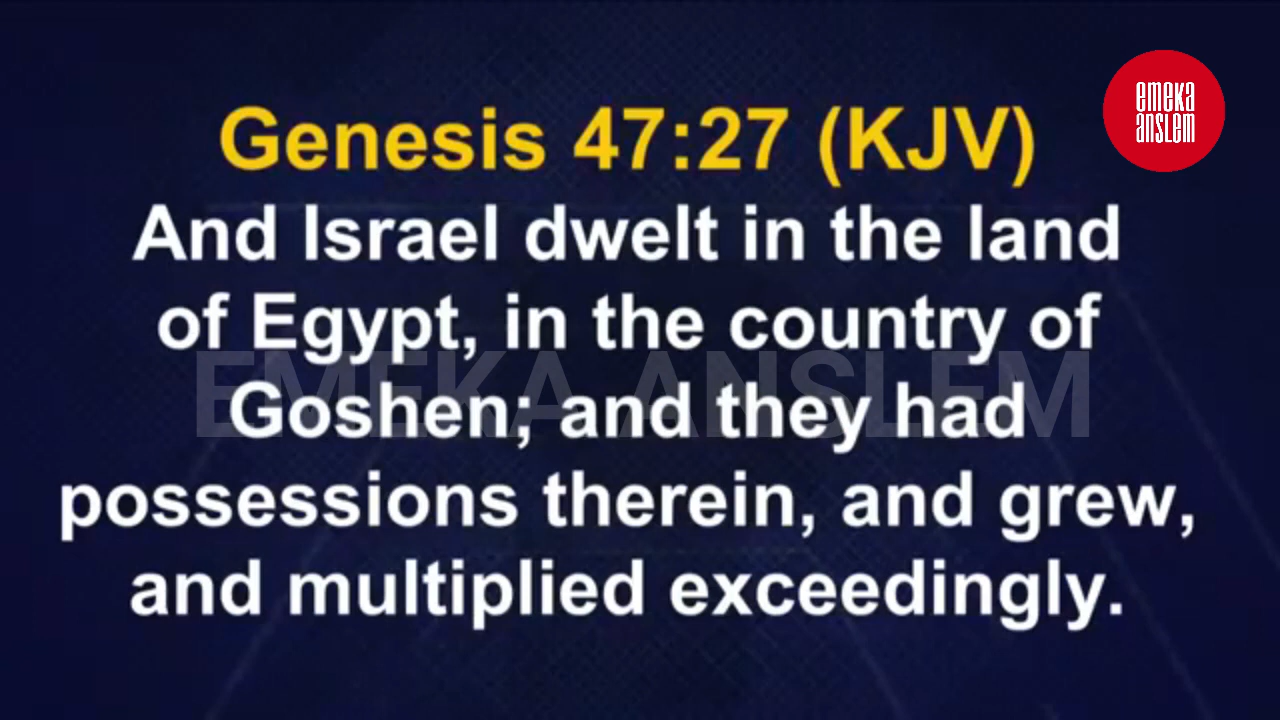 emeka
anslem
Genesis 47:27 (KJV)
And Israel dwelt in the land
of Egypt, in the country of
EMEKA ANSLEM
Goshen; and they had
possessions therein, and grew,
and multiplied exceedingly.